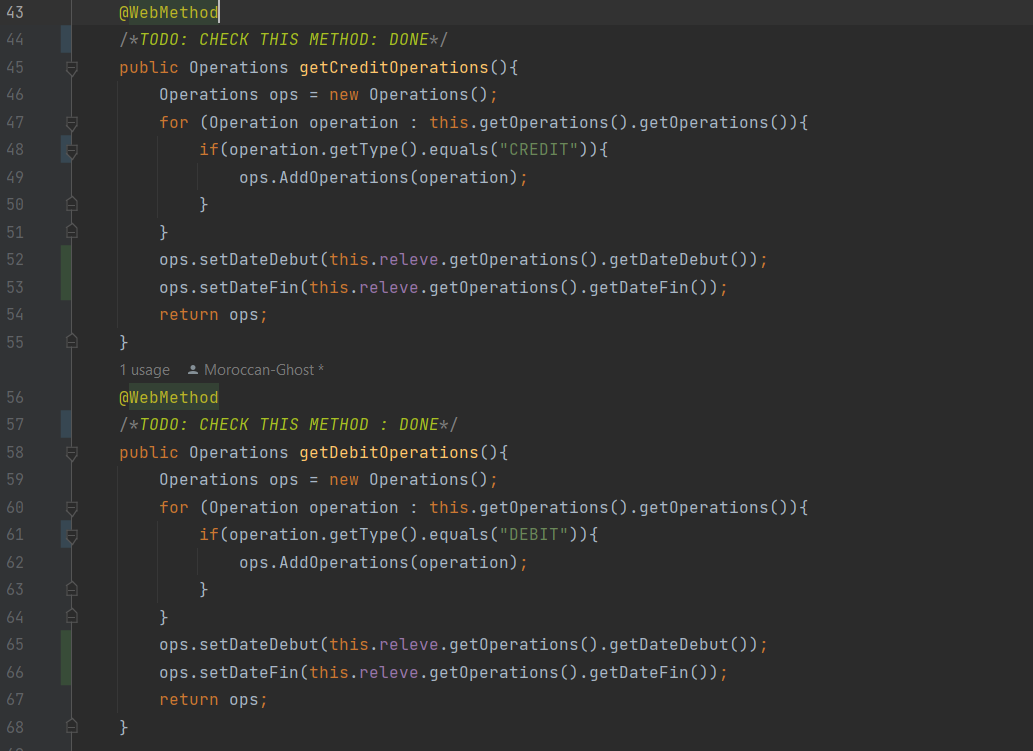 43 @WebMethod
44 /*TODO: CHECK THIS METHOD: DONE*/
45 public Operations getCreditOperations(){
46 Operations ops = new Operations();
47 for (Operation operation : this.getOperations().getOperations()){
48 if(operation.getType().equals("CREDIT")){
49 ops.AddOperations(operation);
50 }
51 }
52 ops.setDateDebut(this.releve.getOperations().getDateDebut());
53 ops.setDateFin(this.releve.getOperations().getDateFin());
54 return ops;
55 }
1 usage Moroccan-Ghost *
56 @WebMethod
57 /*TODO: CHECK THIS METHOD : DONE*/
58 public Operations getDebitOperations(){
59 Operations ops = new Operations();
60 for (Operation operation : this.getOperations().getOperations()){
61 if(operation.getType().equals("DEBIT")){
62 ops.AddOperations(operation);
63 }
64 }
65 ops.setDateDebut(this.releve.getOperations().getDateDebut());
66 ops.setDateFin(this.releve.getOperations().getDateFin());
67 return ops;
68 }